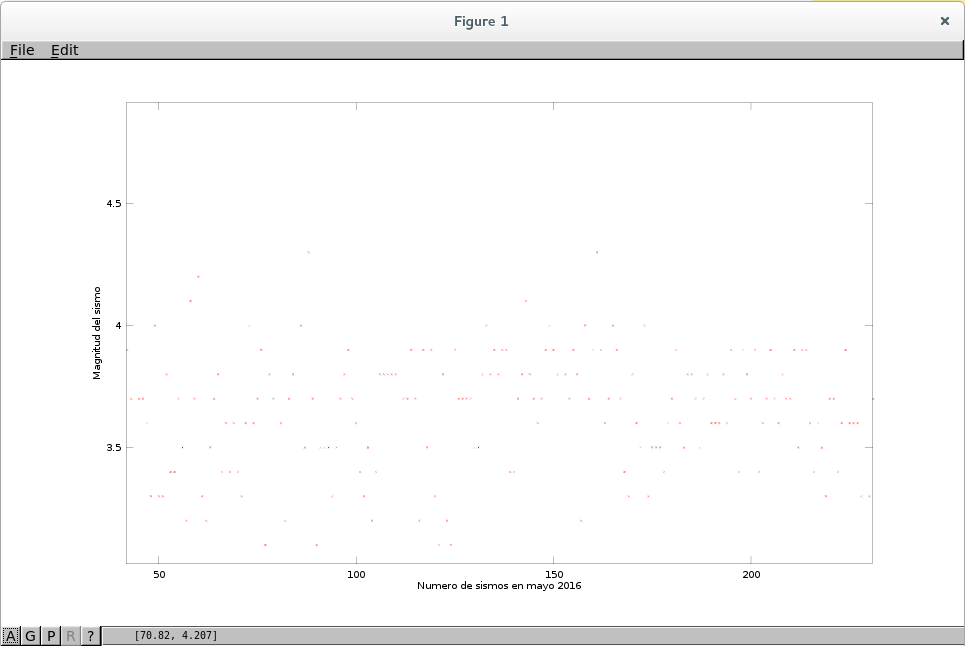 Figure 1
File Edit
4.5
4
3.5
Magnitud del sismo
50 100 150 200
Numero de sismos en mayo 2016
A G P R ? [70.82, 4.207]